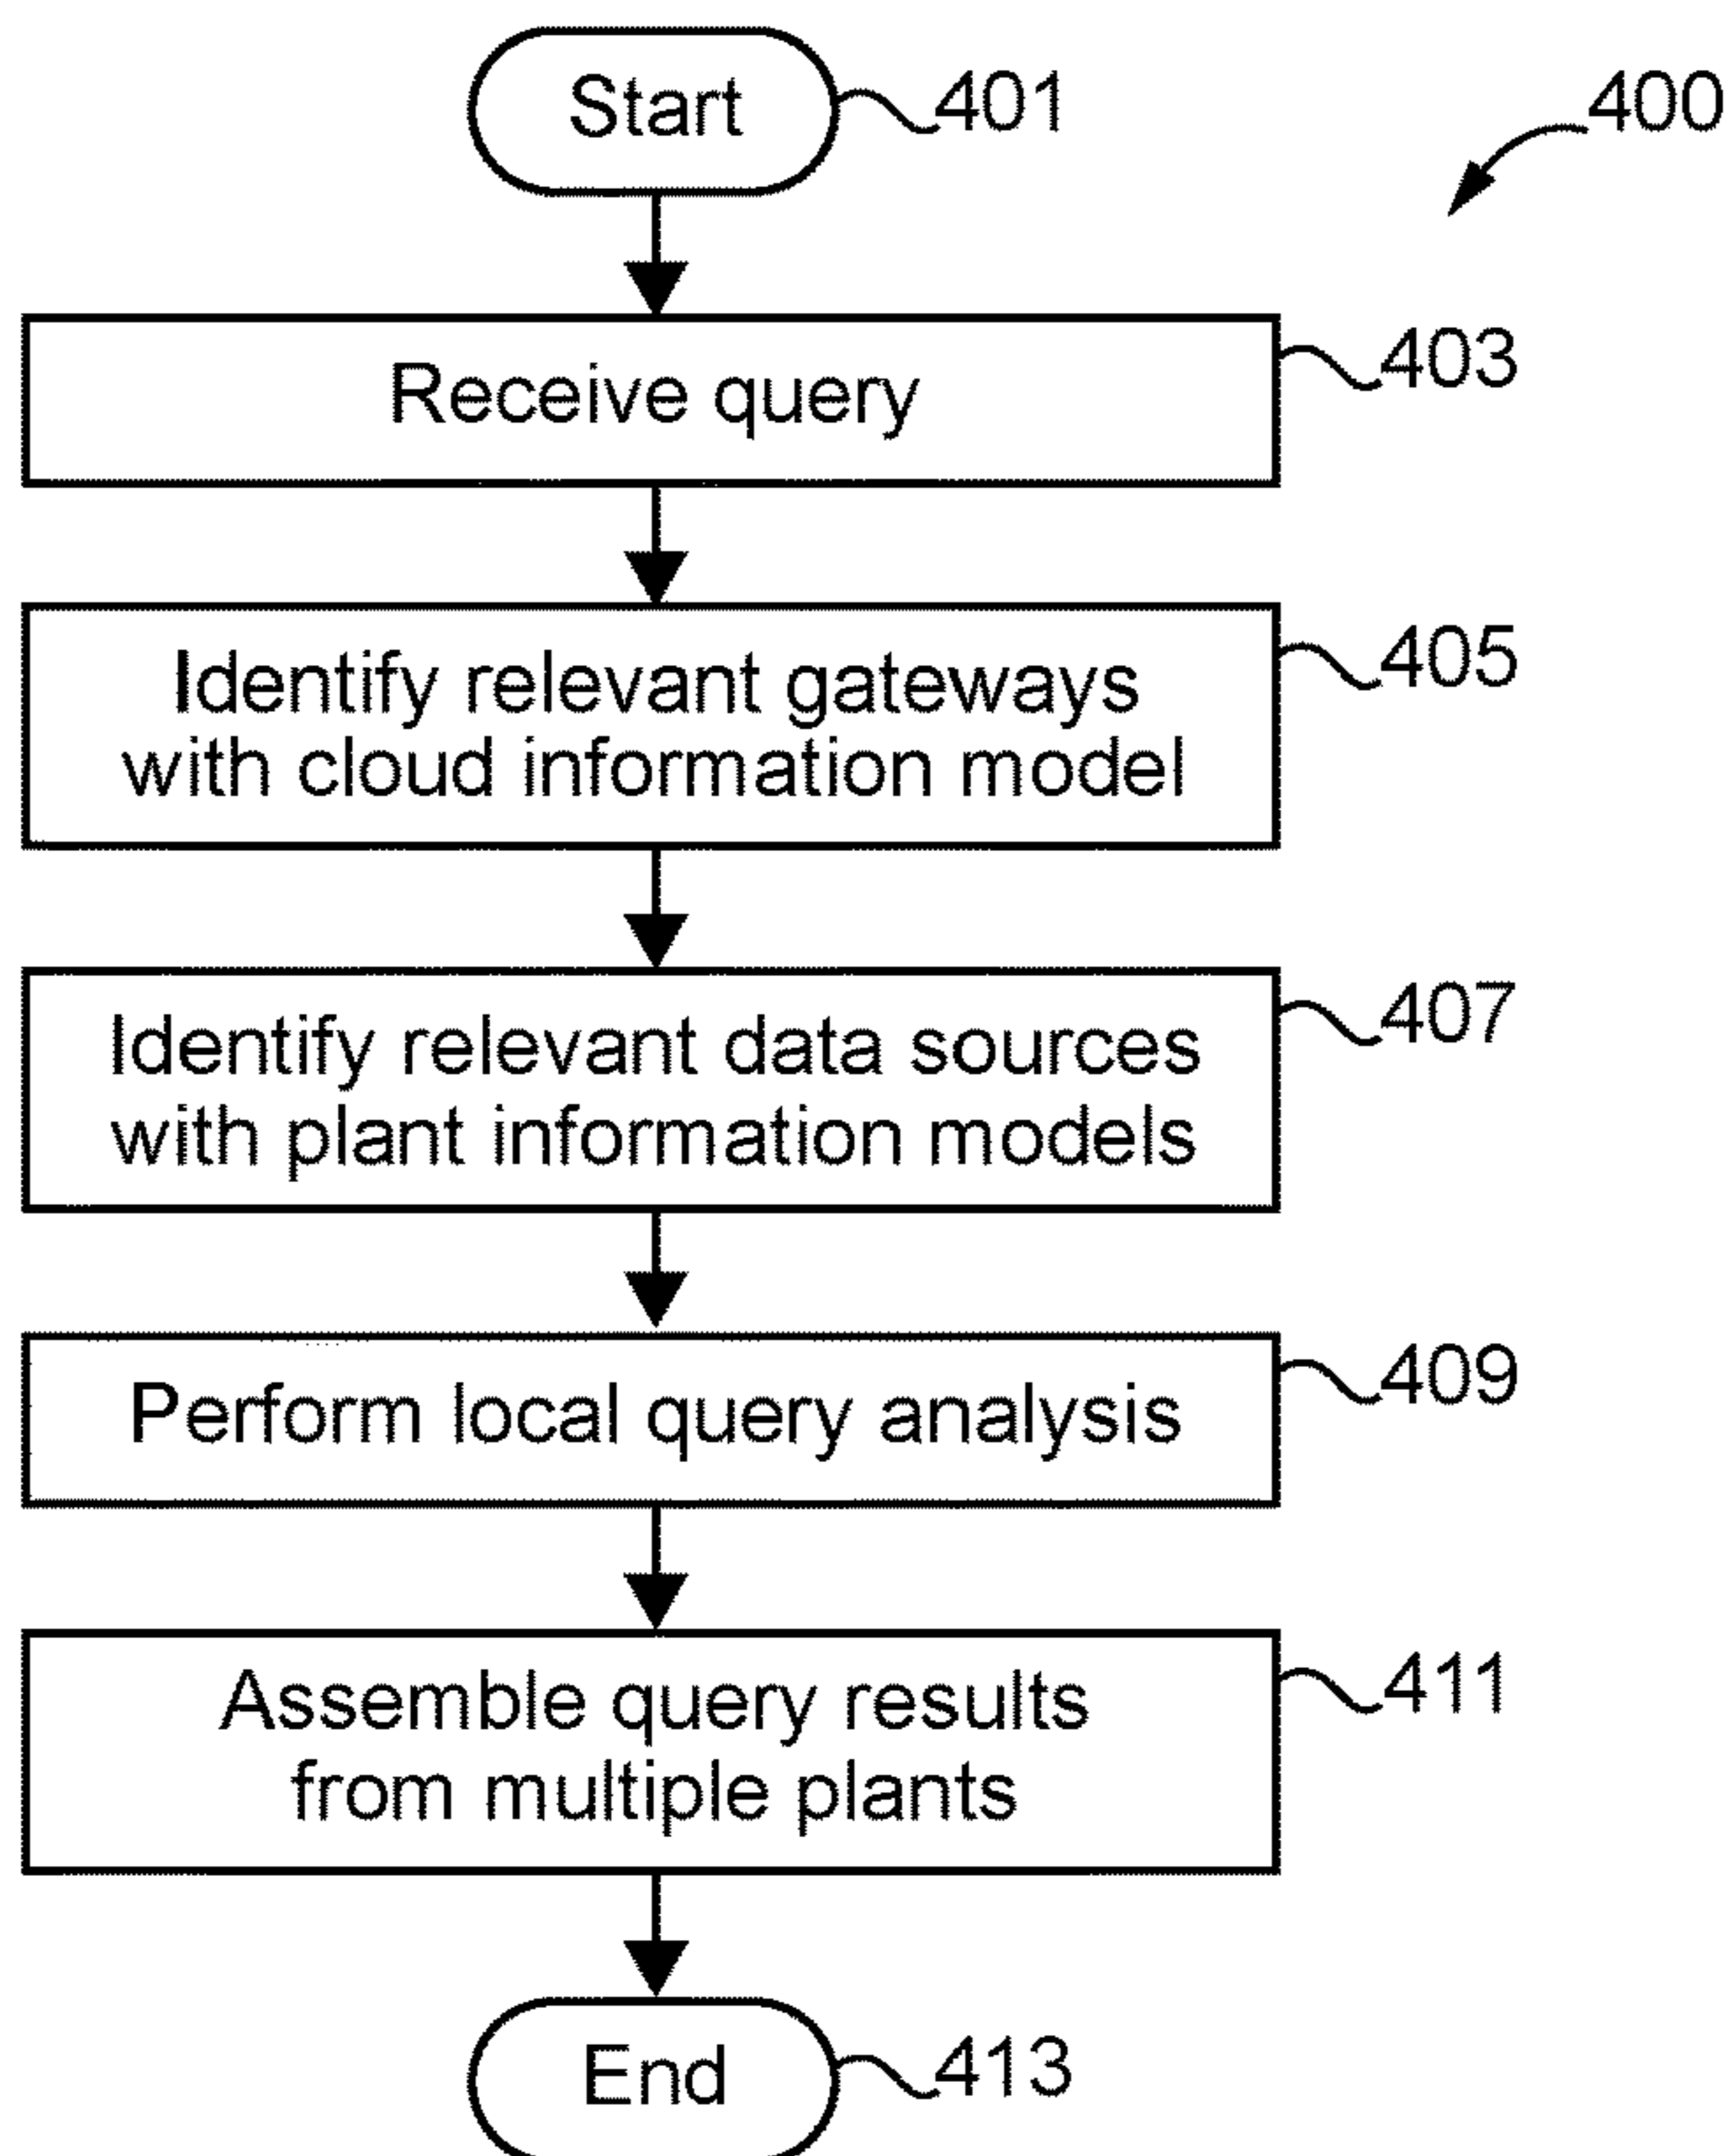 Start
401
400
Receive query
403
Identify relevant gateways
with cloud information model
405
Identify relevant data sources
with plant information models
407
Perform local query analysis
409
Assemble query results
from multiple plants
411
End
413